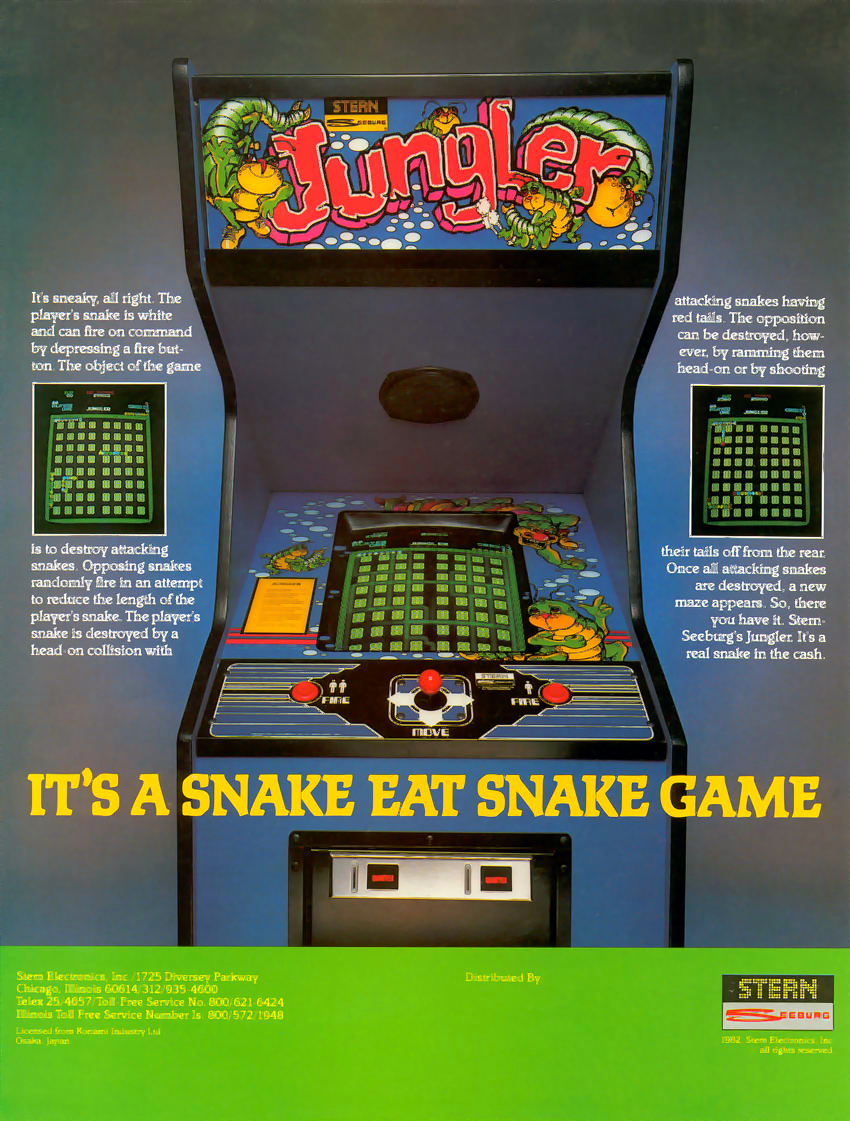 STERN
SEEBURG
Jungler
It's sneaky, all right. The
player's snake is white
and can fire on command
by depressing a fire but-
ton. The object of the game
is to destroy attacking
snakes. Opposing snakes
randomly fire in an attempt
to reduce the length of the
player's snake. The player's
snake is destroyed by a
head-on collision with
attacking snakes having
red tails. The opposition
can be destroyed, how-
ever, by ramming them
head-on or by shooting
their tails off from the rear.
Once all attacking snakes
are destroyed, a new
maze appears. So, there
you have it. Stern-
Seeburg's Jungler. It's a
real snake in the cash.
JUNGLER
JUNGLER
JUNGLER
FIRE
MOVE
STERN
FIRE
IT'S A SNAKE EAT SNAKE GAME
Stern Electronics, Inc./1725 Diversey Parkway
Chicago, Illinois 60614/312/935-4600
Telex 25/4657/Toll-Free Service No. 800/621-6424
Illinois Toll Free Service Number Is: 800/572/1948
Licensed from Konami Industry Ltd.
Osaka, Japan
Distributed By
STERN
SEEBURG
1982, Stern Electronics, Inc.
all rights reserved